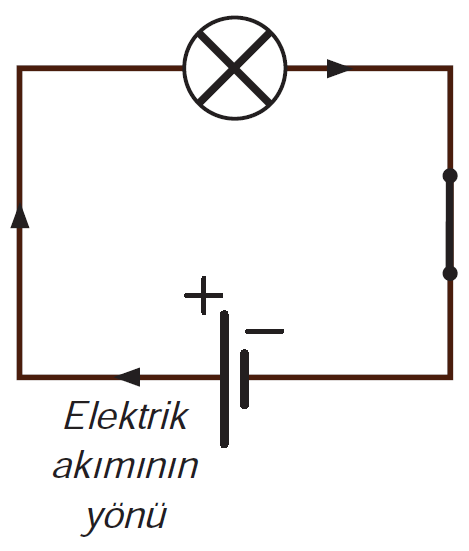 +
−
Elektrik
akımının
yönü